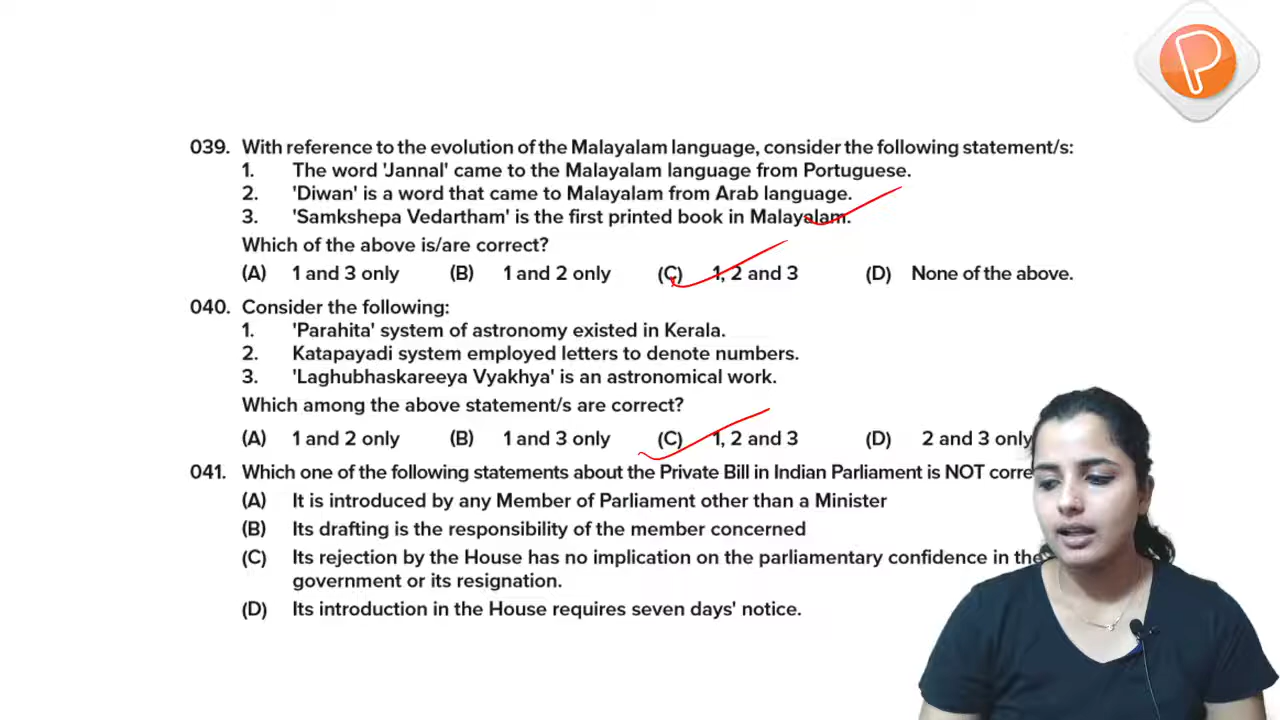 039. With reference to the evolution of the Malayalam language, consider the following statement/s:
1. The word 'Jannal' came to the Malayalam language from Portuguese.
2. 'Diwan' is a word that came to Malayalam from Arab language.
3. 'Samkshepa Vedartham' is the first printed book in Malayalam.
Which of the above is/are correct?
(A) 1 and 3 only (B) 1 and 2 only (C) 1, 2 and 3 (D) None of the above.
040. Consider the following:
1. 'Parahita' system of astronomy existed in Kerala.
2. Katapayadi system employed letters to denote numbers.
3. 'Laghubhaskareeya Vyakhya' is an astronomical work.
Which among the above statement/s are correct?
(A) 1 and 2 only (B) 1 and 3 only (C) 1, 2 and 3 (D) 2 and 3 only
041. Which one of the following statements about the Private Bill in Indian Parliament is NOT corre
(A) It is introduced by any Member of Parliament other than a Minister
(B) Its drafting is the responsibility of the member concerned
(C) Its rejection by the House has no implication on the parliamentary confidence in the
government or its resignation.
(D) Its introduction in the House requires seven days' notice.